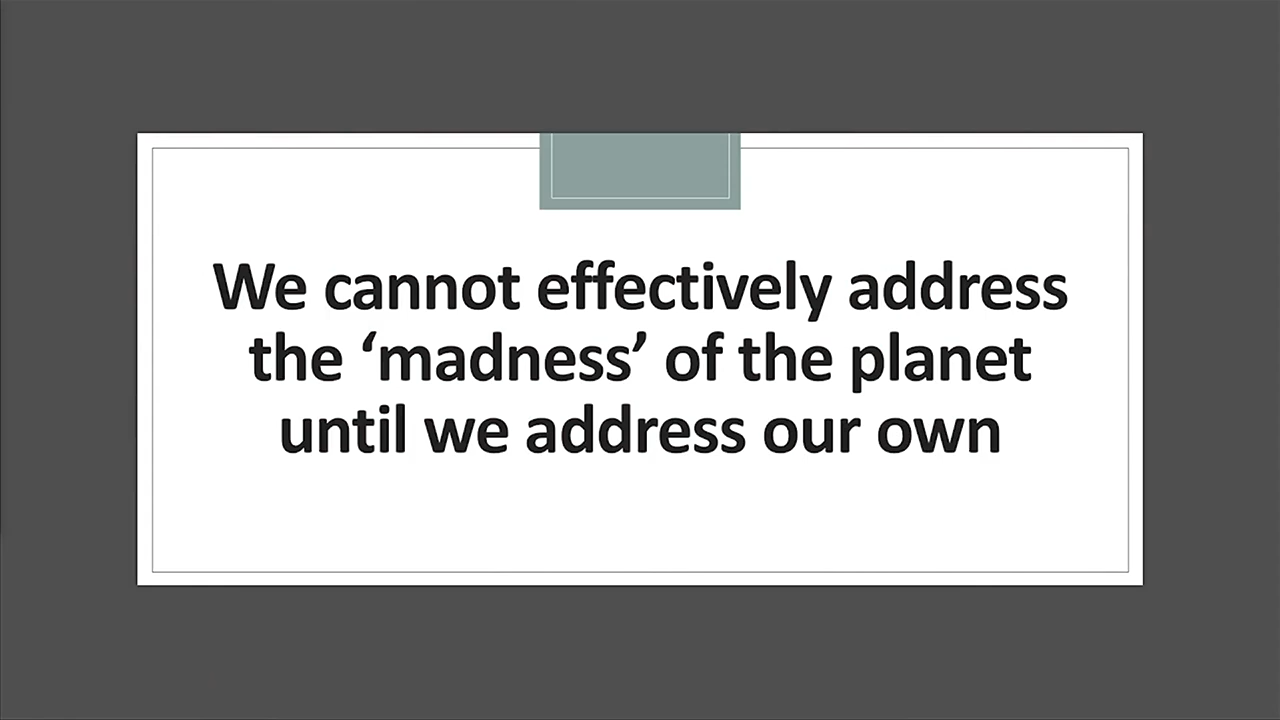 We cannot effectively address
the ‘madness’ of the planet
until we address our own